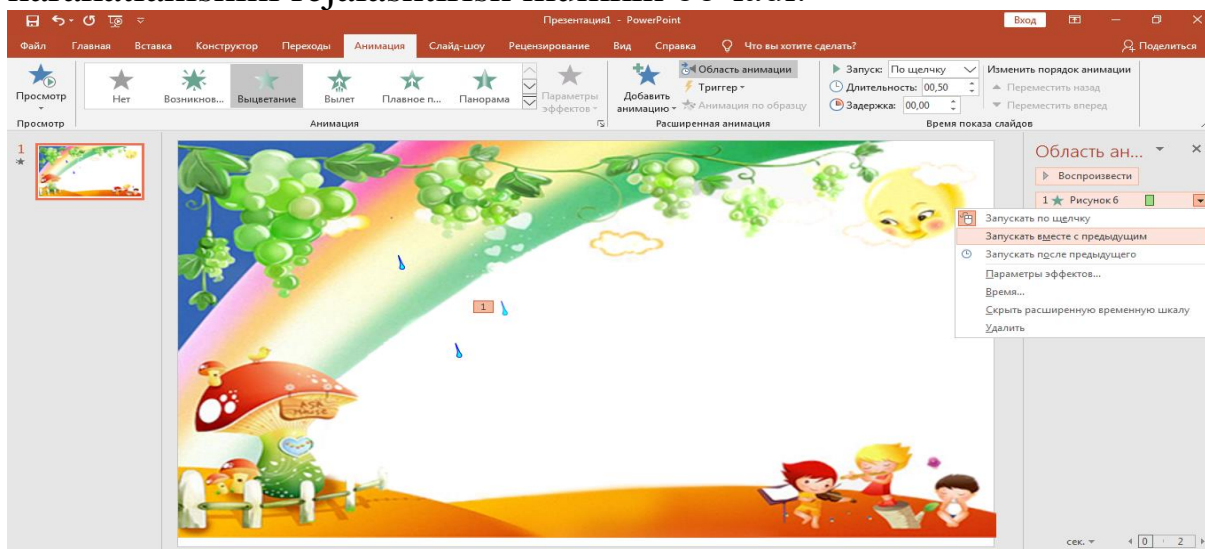 Презентация1 - PowerPoint
Вход
Файл Главная Вставка Конструктор Переходы Анимация Слайд-шоу Рецензирование Вид Справка Что вы хотите сделать? Поделиться
Просмотр
Нет Возникнов... Выцветание Вылет Плавное п... Панорама
Параметры эффектов
Добавить анимацию
Область анимации
Триггер
Анимация по образцу
Запуск: По щелчку
Длительность: 00,50
Задержка: 00,00
Изменить порядок анимации
Переместить назад
Переместить вперед
Просмотр Анимация Расширенная анимация Время показа слайдов
1
Область ан...
Воспроизвести
1 Рисунок 6
Запускать по щелчку
Запускать вместе с предыдущим
Запускать после предыдущего
Параметры эффектов...
Время...
Скрыть расширенную временную шкалу
Удалить
1
сек. 0 2